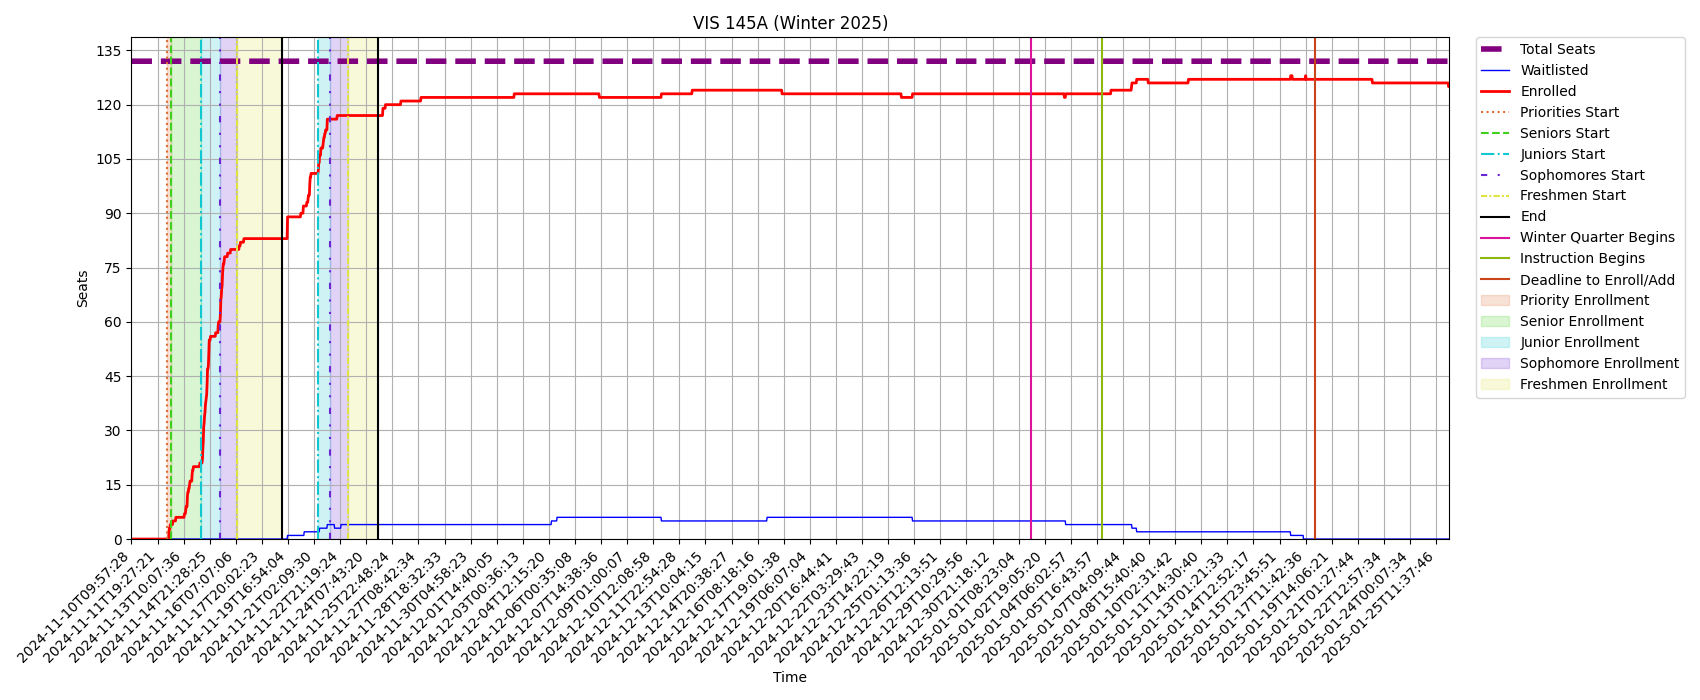 VIS 145A (Winter 2025)
135
120
105
90
75
60
45
30
15
0
Seats
2024-11-10T09:57:28
2024-11-11T19:27:21
2024-11-13T10:07:36
2024-11-14T21:28:25
2024-11-16T07:07:06
2024-11-17T20:02:23
2024-11-19T16:54:04
2024-11-21T02:09:30
2024-11-22T21:19:24
2024-11-24T07:43:20
2024-11-25T22:48:24
2024-11-27T08:42:34
2024-11-28T18:32:33
2024-11-30T04:58:23
2024-12-01T14:40:05
2024-12-03T00:36:13
2024-12-04T12:15:20
2024-12-06T00:35:08
2024-12-07T14:38:36
2024-12-09T01:00:07
2024-12-10T12:08:58
2024-12-11T22:54:28
2024-12-13T10:04:15
2024-12-14T20:38:27
2024-12-16T08:18:16
2024-12-17T19:01:38
2024-12-19T06:07:04
2024-12-20T16:44:41
2024-12-22T03:29:43
2024-12-23T14:22:19
2024-12-25T01:13:36
2024-12-26T12:13:51
2024-12-29T10:29:56
2024-12-30T21:18:12
2025-01-01T08:23:04
2025-01-02T19:05:20
2025-01-04T06:02:57
2025-01-05T16:43:57
2025-01-07T04:09:44
2025-01-08T15:40:40
2025-01-10T02:31:42
2025-01-11T14:30:40
2025-01-13T01:21:33
2025-01-14T12:52:17
2025-01-15T23:45:51
2025-01-17T11:42:36
2025-01-19T14:06:21
2025-01-21T01:27:44
2025-01-22T12:57:34
2025-01-24T00:07:34
2025-01-25T11:37:46
Time
Total Seats
Waitlisted
Enrolled
Priorities Start
Seniors Start
Juniors Start
Sophomores Start
Freshmen Start
End
Winter Quarter Begins
Instruction Begins
Deadline to Enroll/Add
Priority Enrollment
Senior Enrollment
Junior Enrollment
Sophomore Enrollment
Freshmen Enrollment